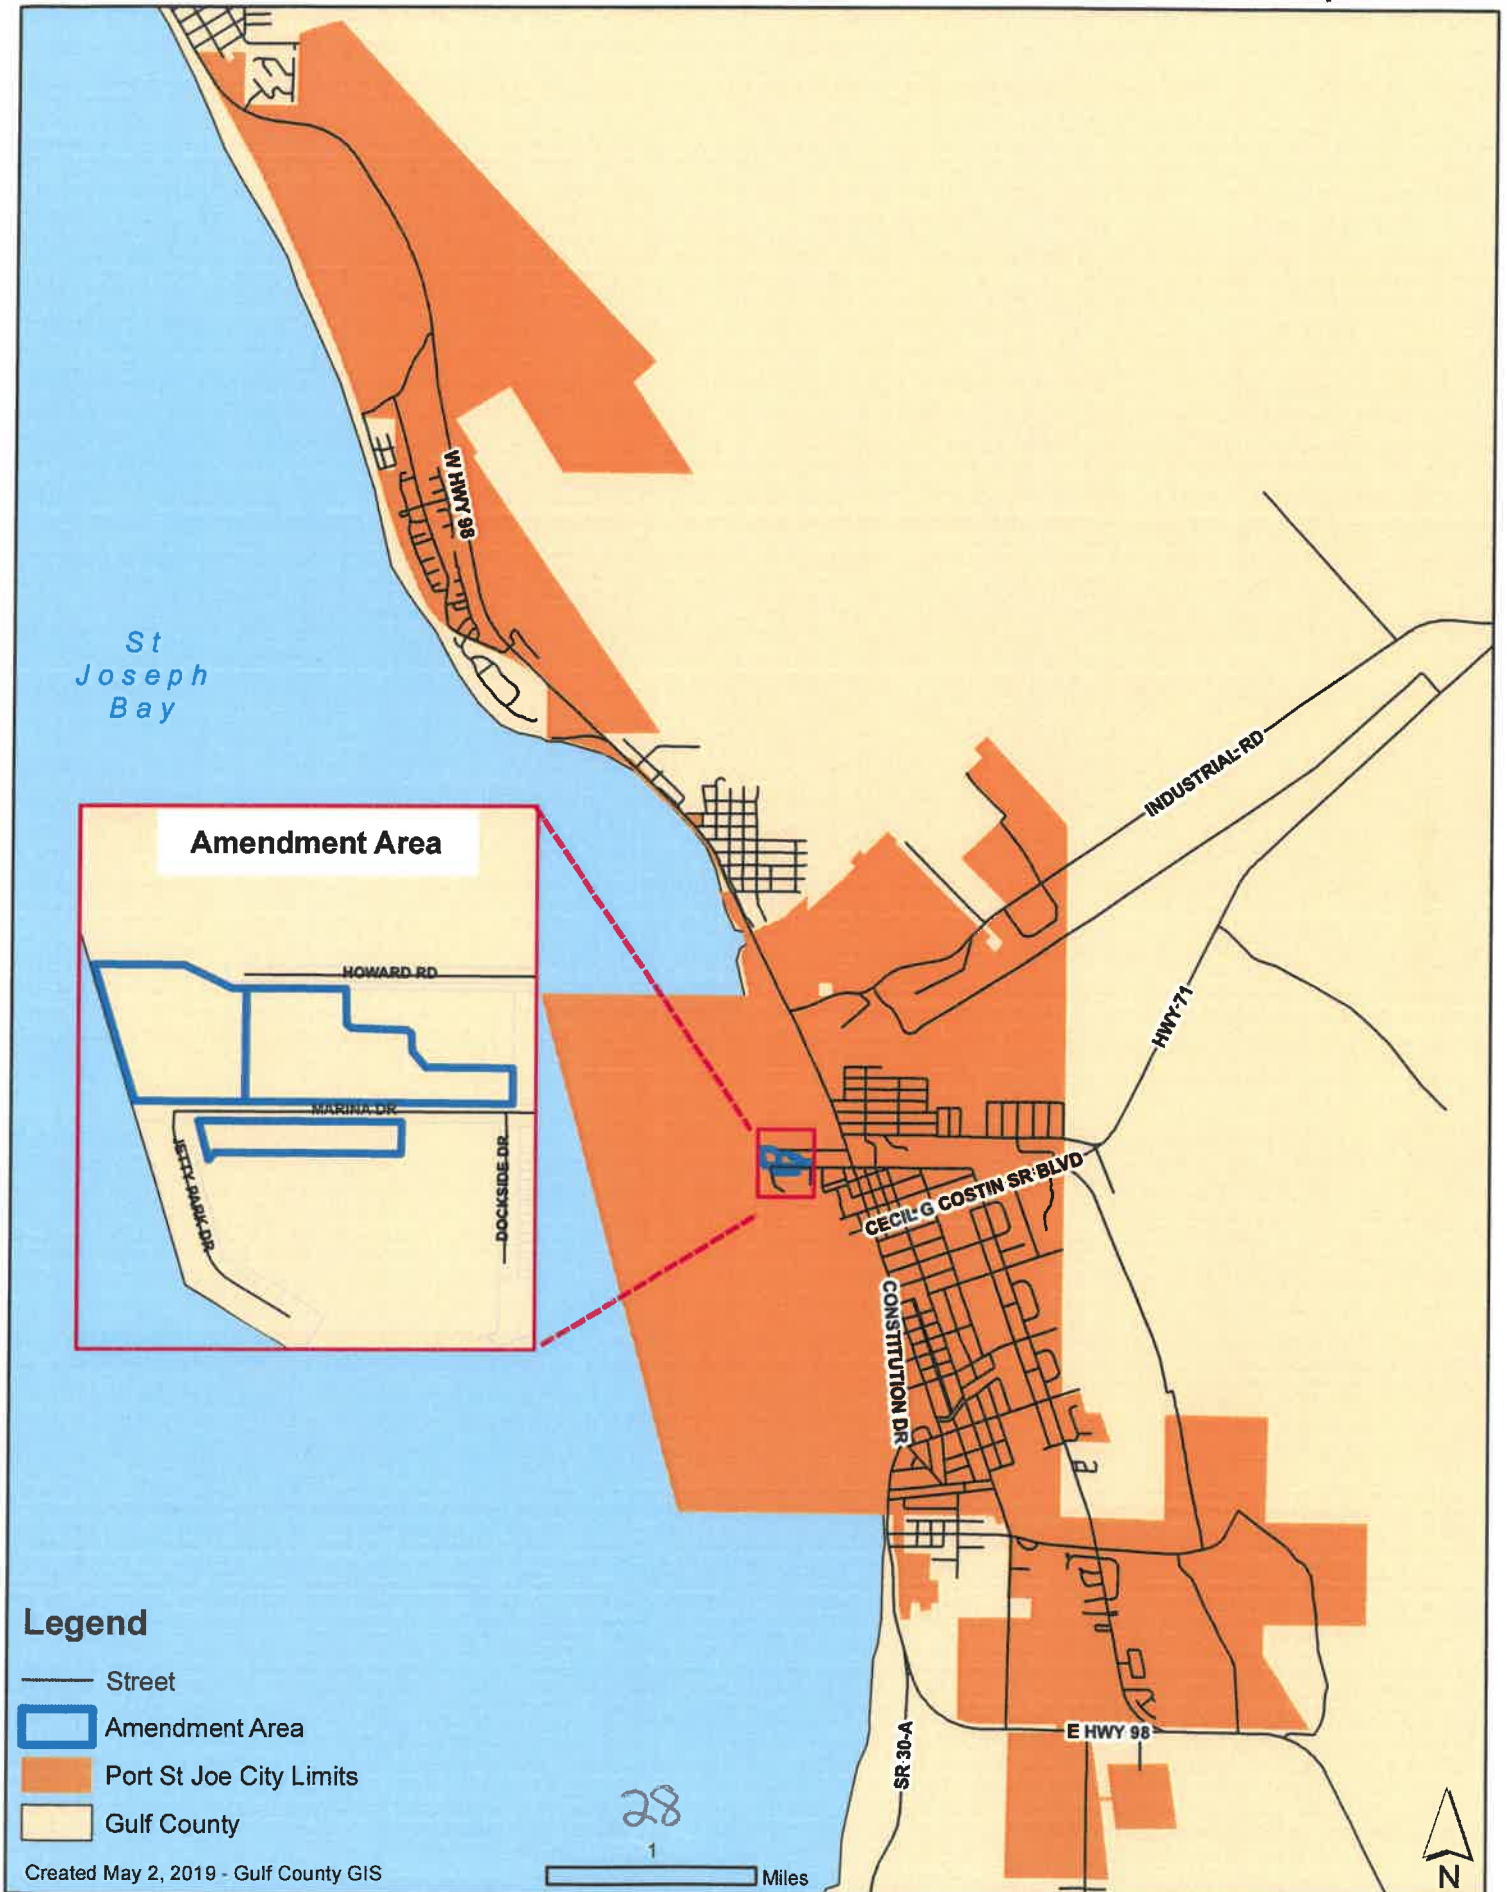 W HWY 98
St
Joseph
Bay
INDUSTRIAL RD
Amendment Area
HOWARD RD
MARINA DR
JETTY PARK DR
DOCKSIDE DR
HWY 71
CECIL G COSTIN SR BLVD
CONSTITUTION DR
E HWY 98
SR 30-A
Legend
Street
Amendment Area
Port St Joe City Limits
Gulf County
Created May 2, 2019 - Gulf County GIS
28
1
Miles
N